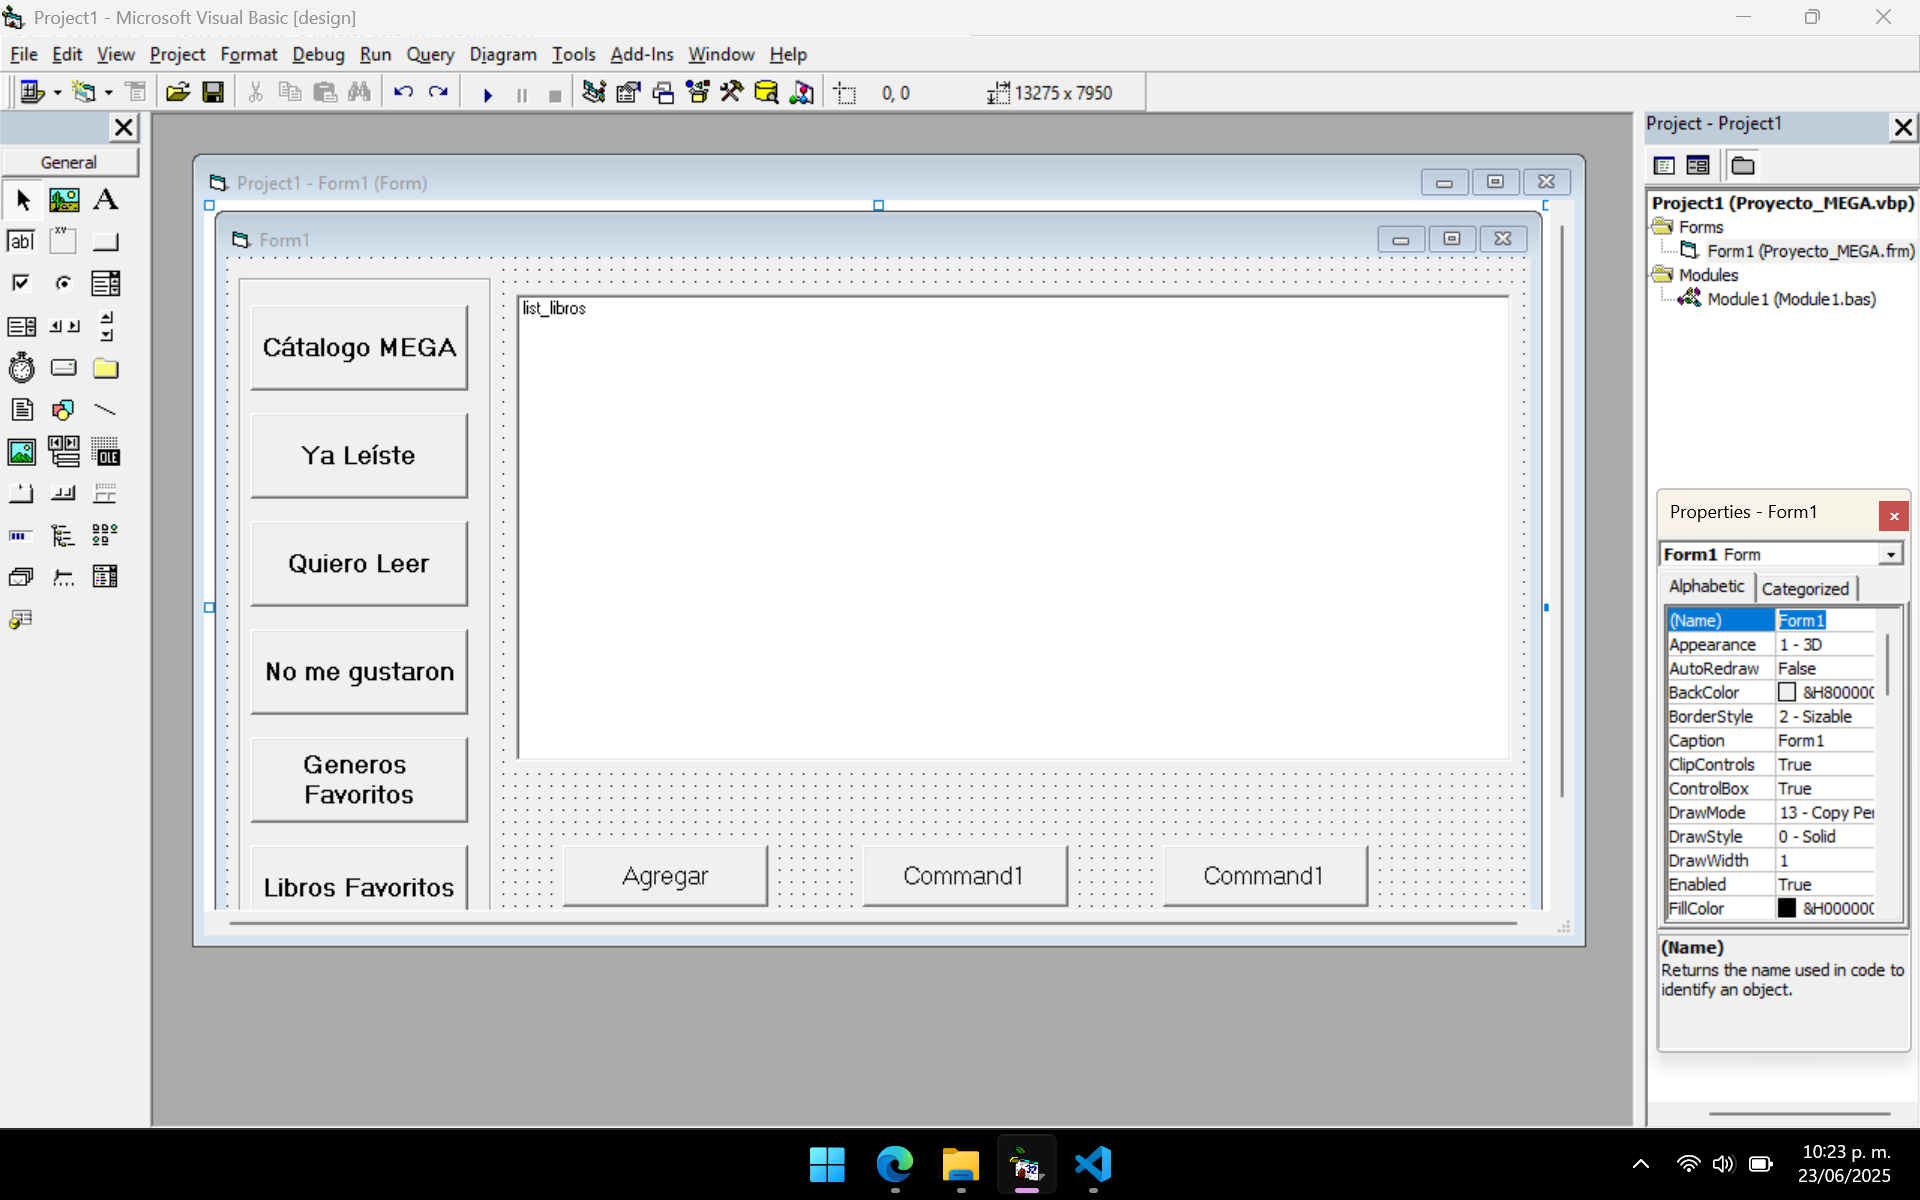 Project1 - Microsoft Visual Basic [design]
File Edit View Project Format Debug Run Query Diagram Tools Add-Ins Window Help
0, 0 13275 x 7950
General
A
abl
XY
OLE
Project1 - Form1 (Form)
Form1
Cátalogo MEGA
Ya Leíste
Quiero Leer
No me gustaron
Generos
Favoritos
Libros Favoritos
list_libros
Agregar
Command1
Command1
Project - Project1
Project1 (Proyecto_MEGA.vbp)
Forms
Form1 (Proyecto_MEGA.frm)
Modules
Module1 (Module1.bas)
Properties - Form1
Form1 Form
Alphabetic Categorized
(Name) Form1
Appearance 1 - 3D
AutoRedraw False
BackColor &H800000
BorderStyle 2 - Sizable
Caption Form1
ClipControls True
ControlBox True
DrawMode 13 - Copy Per
DrawStyle 0 - Solid
DrawWidth 1
Enabled True
FillColor &H000000
(Name)
Returns the name used in code to
identify an object.
10:23 p. m.
23/06/2025